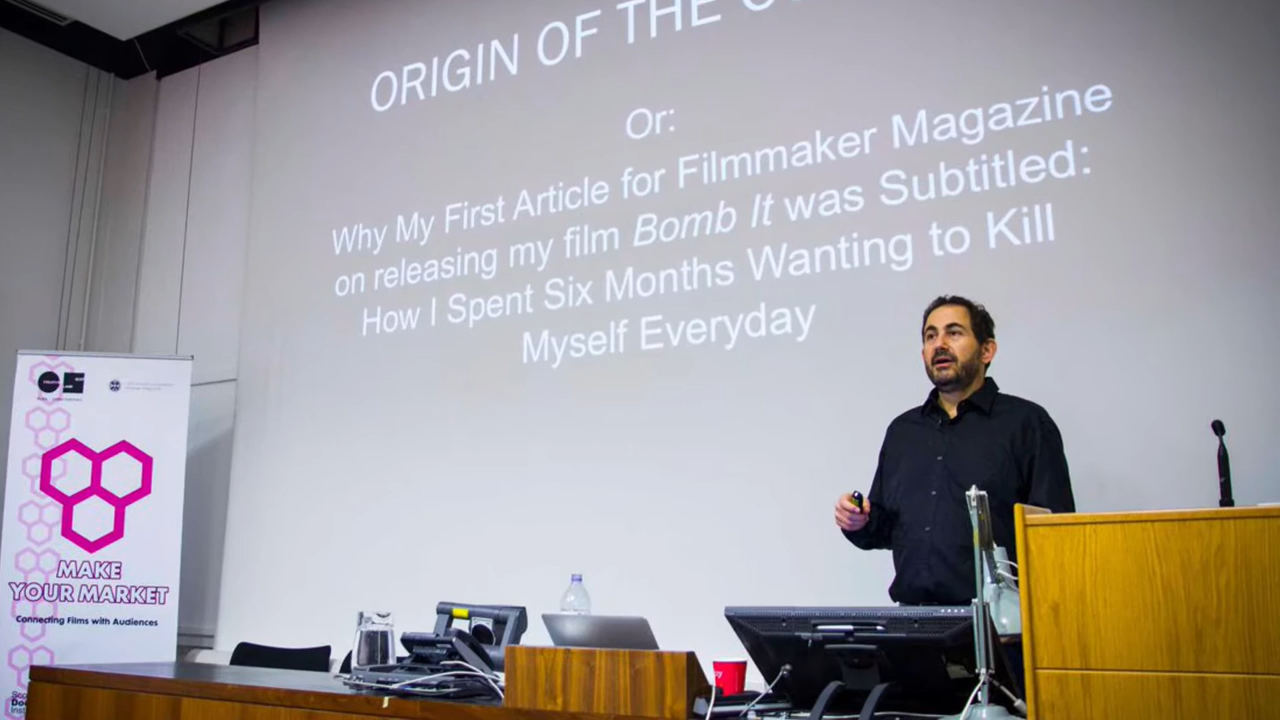 ORIGIN OF THE
Or:
Why My First Article for Filmmaker Magazine
on releasing my film Bomb It was Subtitled:
How I Spent Six Months Wanting to Kill
Myself Everyday
MAKE
YOUR MARKET
Connecting Films with Audiences